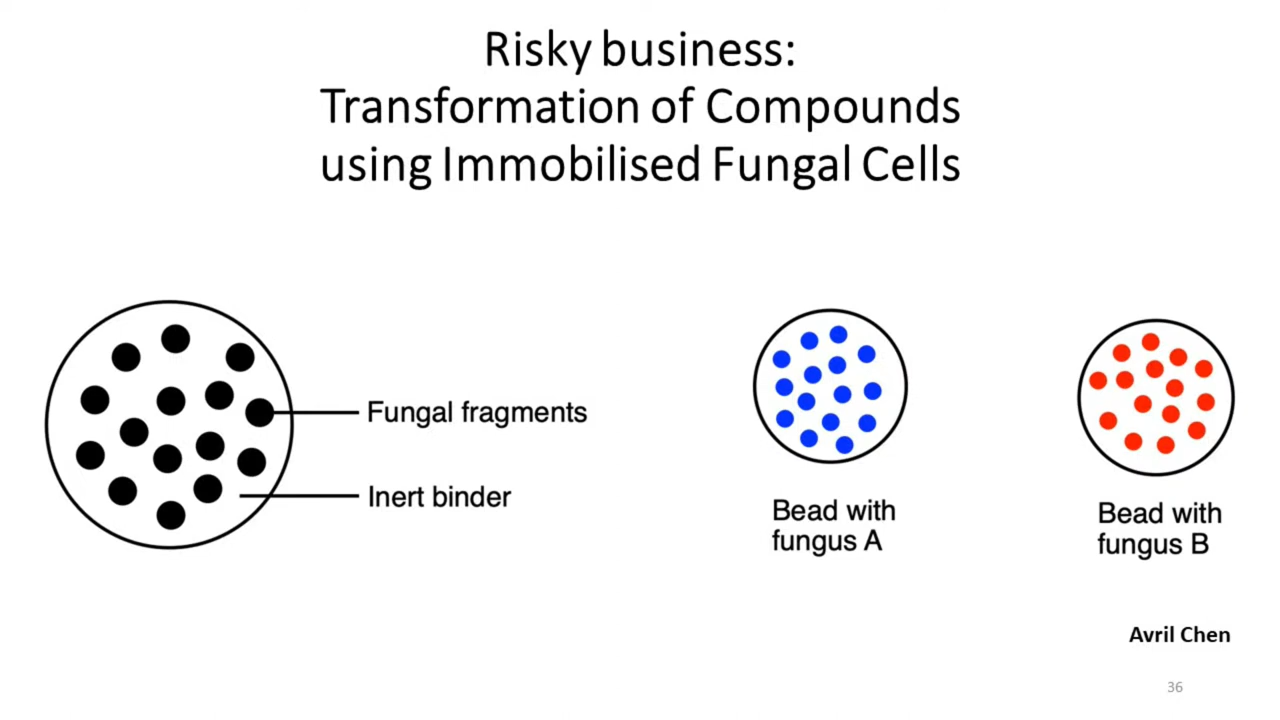 Risky business:
Transformation of Compounds
using Immobilised Fungal Cells
Fungal fragments
Inert binder
Bead with
fungus A
Bead with
fungus B
Avril Chen
36